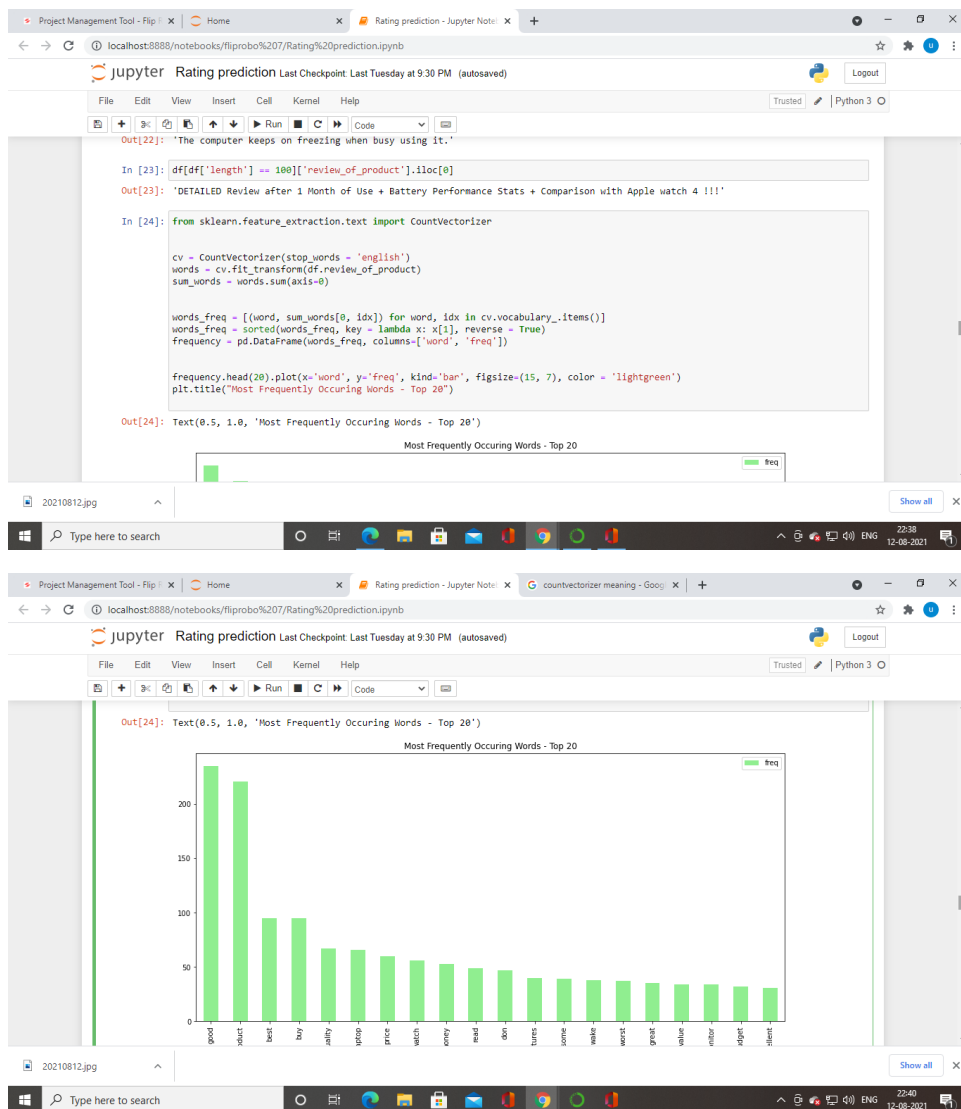 Project Management Tool - Flip R
Home
Rating prediction - Jupyter Note
localhost:8888/notebooks/fliprobo%207/Rating%20prediction.ipynb
jupyter Rating prediction Last Checkpoint: Last Tuesday at 9:30 PM (autosaved)
Logout
File Edit View Insert Cell Kernel Help
Trusted Python 3
Run Code
Out[22]: 'The computer keeps on freezing when busy using it.'
In [23]: df[df['length'] == 100]['review_of_product'].iloc[0]
Out[23]: 'DETAILED Review after 1 Month of Use + Battery Performance Stats + Comparison with Apple watch 4 !!!'
In [24]: from sklearn.feature_extraction.text import CountVectorizer
cv = CountVectorizer(stop_words = 'english')
words = cv.fit_transform(df.review_of_product)
sum_words = words.sum(axis=0)
words_freq = [(word, sum_words[0, idx]) for word, idx in cv.vocabulary_.items()]
words_freq = sorted(words_freq, key = lambda x: x[1], reverse = True)
frequency = pd.DataFrame(words_freq, columns=['word', 'freq'])
frequency.head(20).plot(x='word', y='freq', kind='bar', figsize=(15, 7), color = 'lightgreen')
plt.title("Most Frequently Occuring Words - Top 20")
Out[24]: Text(0.5, 1.0, 'Most Frequently Occuring Words - Top 20')
Most Frequently Occuring Words - Top 20
freq
20210812.jpg
Show all
Type here to search
ENG
22:38
12-08-2021
Project Management Tool - Flip R
Home
Rating prediction - Jupyter Note
countvectorizer meaning - Goog
localhost:8888/notebooks/fliprobo%207/Rating%20prediction.ipynb
jupyter Rating prediction Last Checkpoint: Last Tuesday at 9:30 PM (autosaved)
Logout
File Edit View Insert Cell Kernel Help
Trusted Python 3
Run Code
Out[24]: Text(0.5, 1.0, 'Most Frequently Occuring Words - Top 20')
Most Frequently Occuring Words - Top 20
freq
200
150
100
50
0
good
duct
best
buy
uality
aptop
price
atch
oney
read
don
tures
some
wake
worst
great
value
nitor
dget
ellent
20210812.jpg
Show all
Type here to search
ENG
22:40
12-08-2021